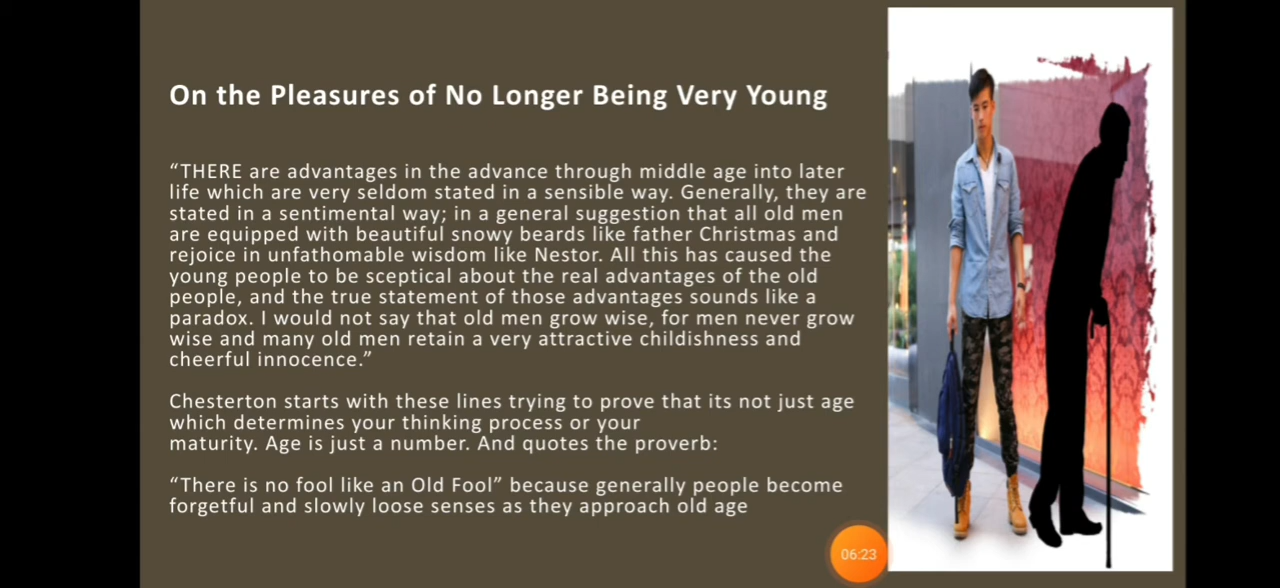 On the Pleasures of No Longer Being Very Young
“THERE are advantages in the advance through middle age into later
life which are very seldom stated in a sensible way. Generally, they are
stated in a sentimental way; in a general suggestion that all old men
are equipped with beautiful snowy beards like father Christmas and
rejoice in unfathomable wisdom like Nestor. All this has caused the
young people to be sceptical about the real advantages of the old
people, and the true statement of those advantages sounds like a
paradox. I would not say that old men grow wise, for men never grow
wise and many old men retain a very attractive childishness and
cheerful innocence.”
Chesterton starts with these lines trying to prove that its not just age
which determines your thinking process or your
maturity. Age is just a number. And quotes the proverb:
“There is no fool like an Old Fool” because generally people become
forgetful and slowly loose senses as they approach old age
06:23